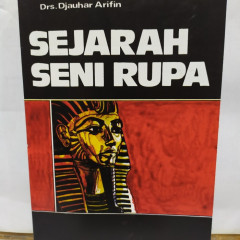 Drs. Djauhar Arifin
SEJARAH
SENI RUPA